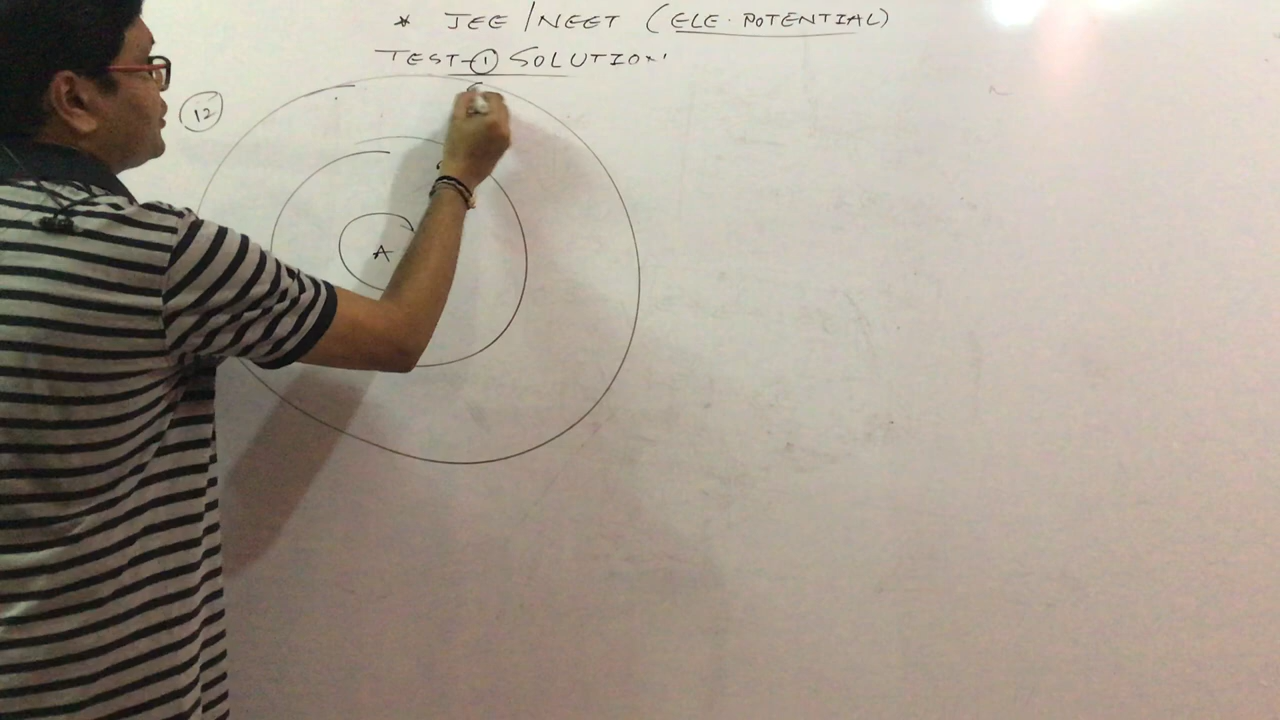 * JEE/NEET (ELE. POTENTIAL)
TEST-① SOLUTION
⑫
A